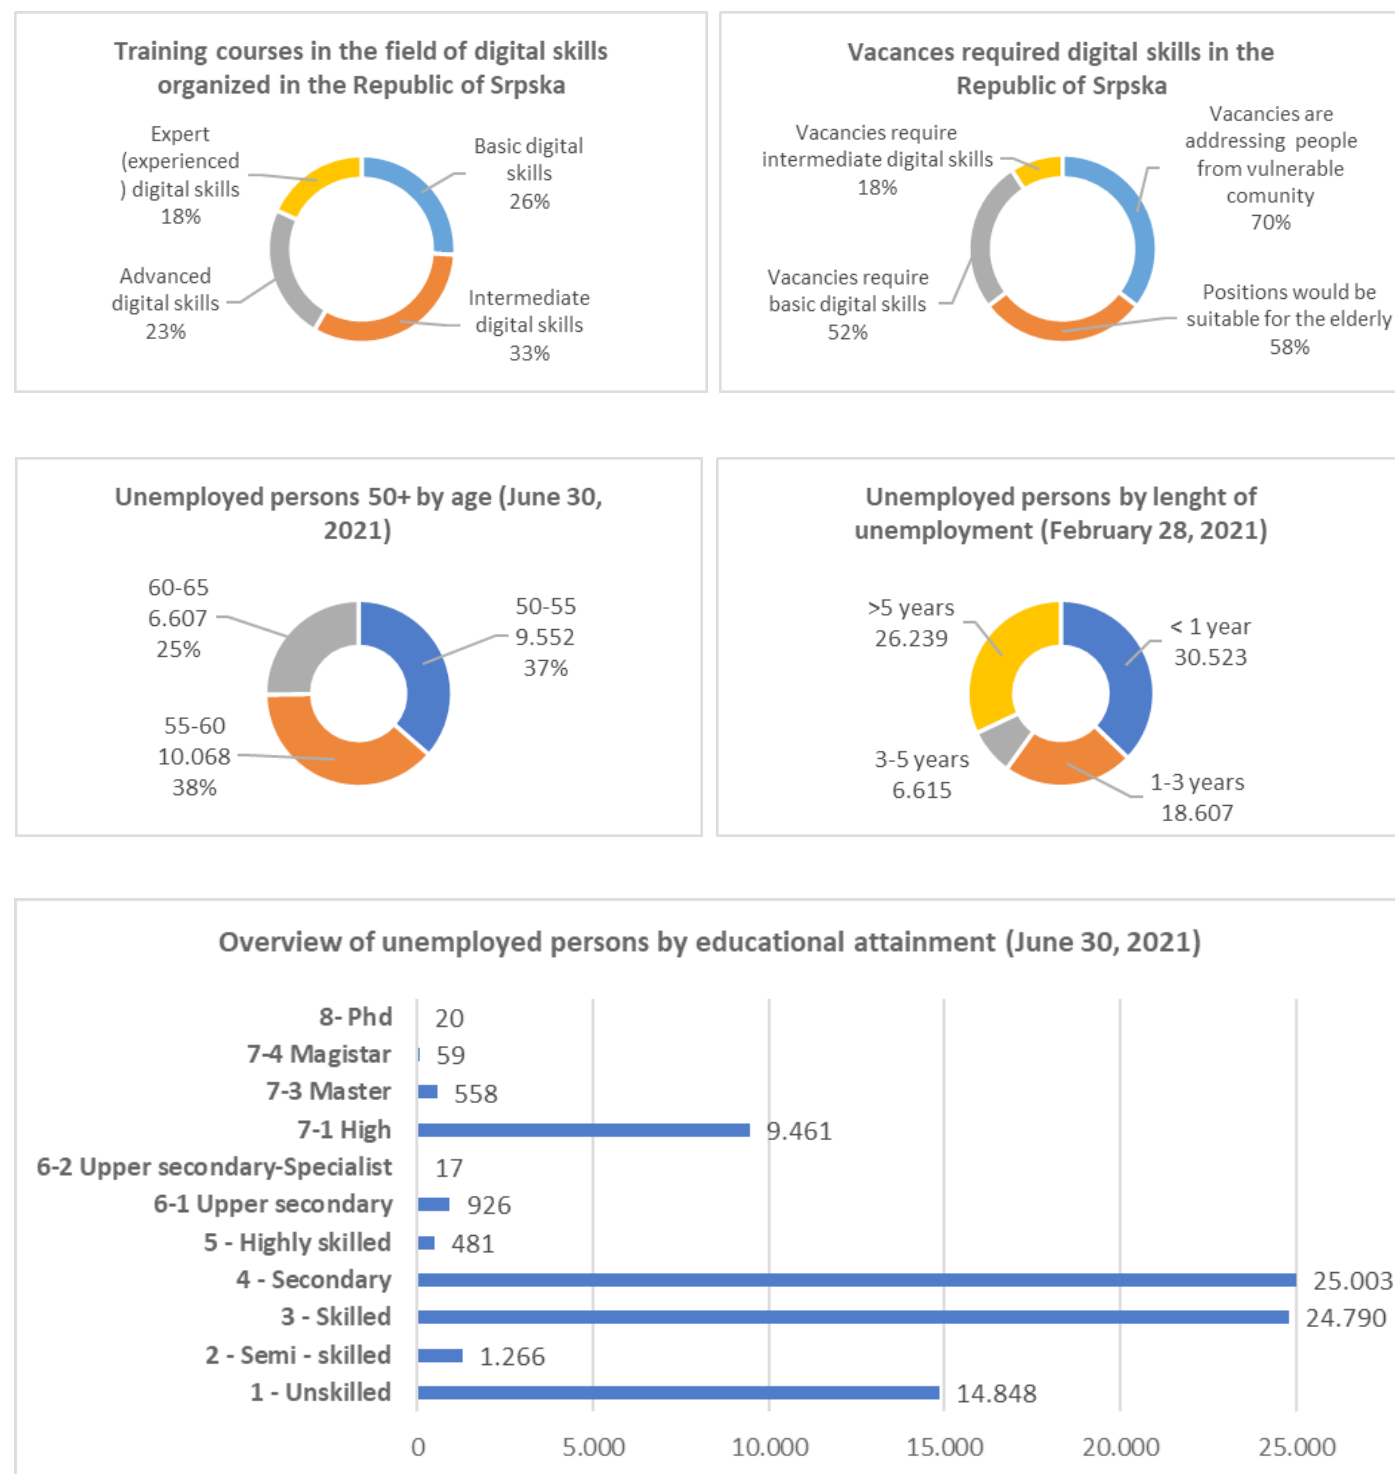 Training courses in the field of digital skills
organized in the Republic of Srpska
Expert
(experienced
) digital skills
18%
Basic digital
skills
26%
Advanced
digital skills
23%
Intermediate
digital skills
33%
Vacances required digital skills in the
Republic of Srpska
Vacancies require
intermediate digital skills
18%
Vacancies are
addressing people
from vulnerable
comunity
70%
Vacancies require
basic digital skills
52%
Positions would be
suitable for the elderly
58%
Unemployed persons 50+ by age (June 30,
2021)
60-65
6.607
25%
50-55
9.552
37%
55-60
10.068
38%
Unemployed persons by lenght of
unemployment (February 28, 2021)
>5 years
26.239
< 1 year
30.523
3-5 years
6.615
1-3 years
18.607
Overview of unemployed persons by educational attainment (June 30, 2021)
8- Phd 20
7-4 Magistar 59
7-3 Master 558
7-1 High 9.461
6-2 Upper secondary-Specialist 17
6-1 Upper secondary 926
5 - Highly skilled 481
4 - Secondary 25.003
3 - Skilled 24.790
2 - Semi - skilled 1.266
1 - Unskilled 14.848
0 5.000 10.000 15.000 20.000 25.000